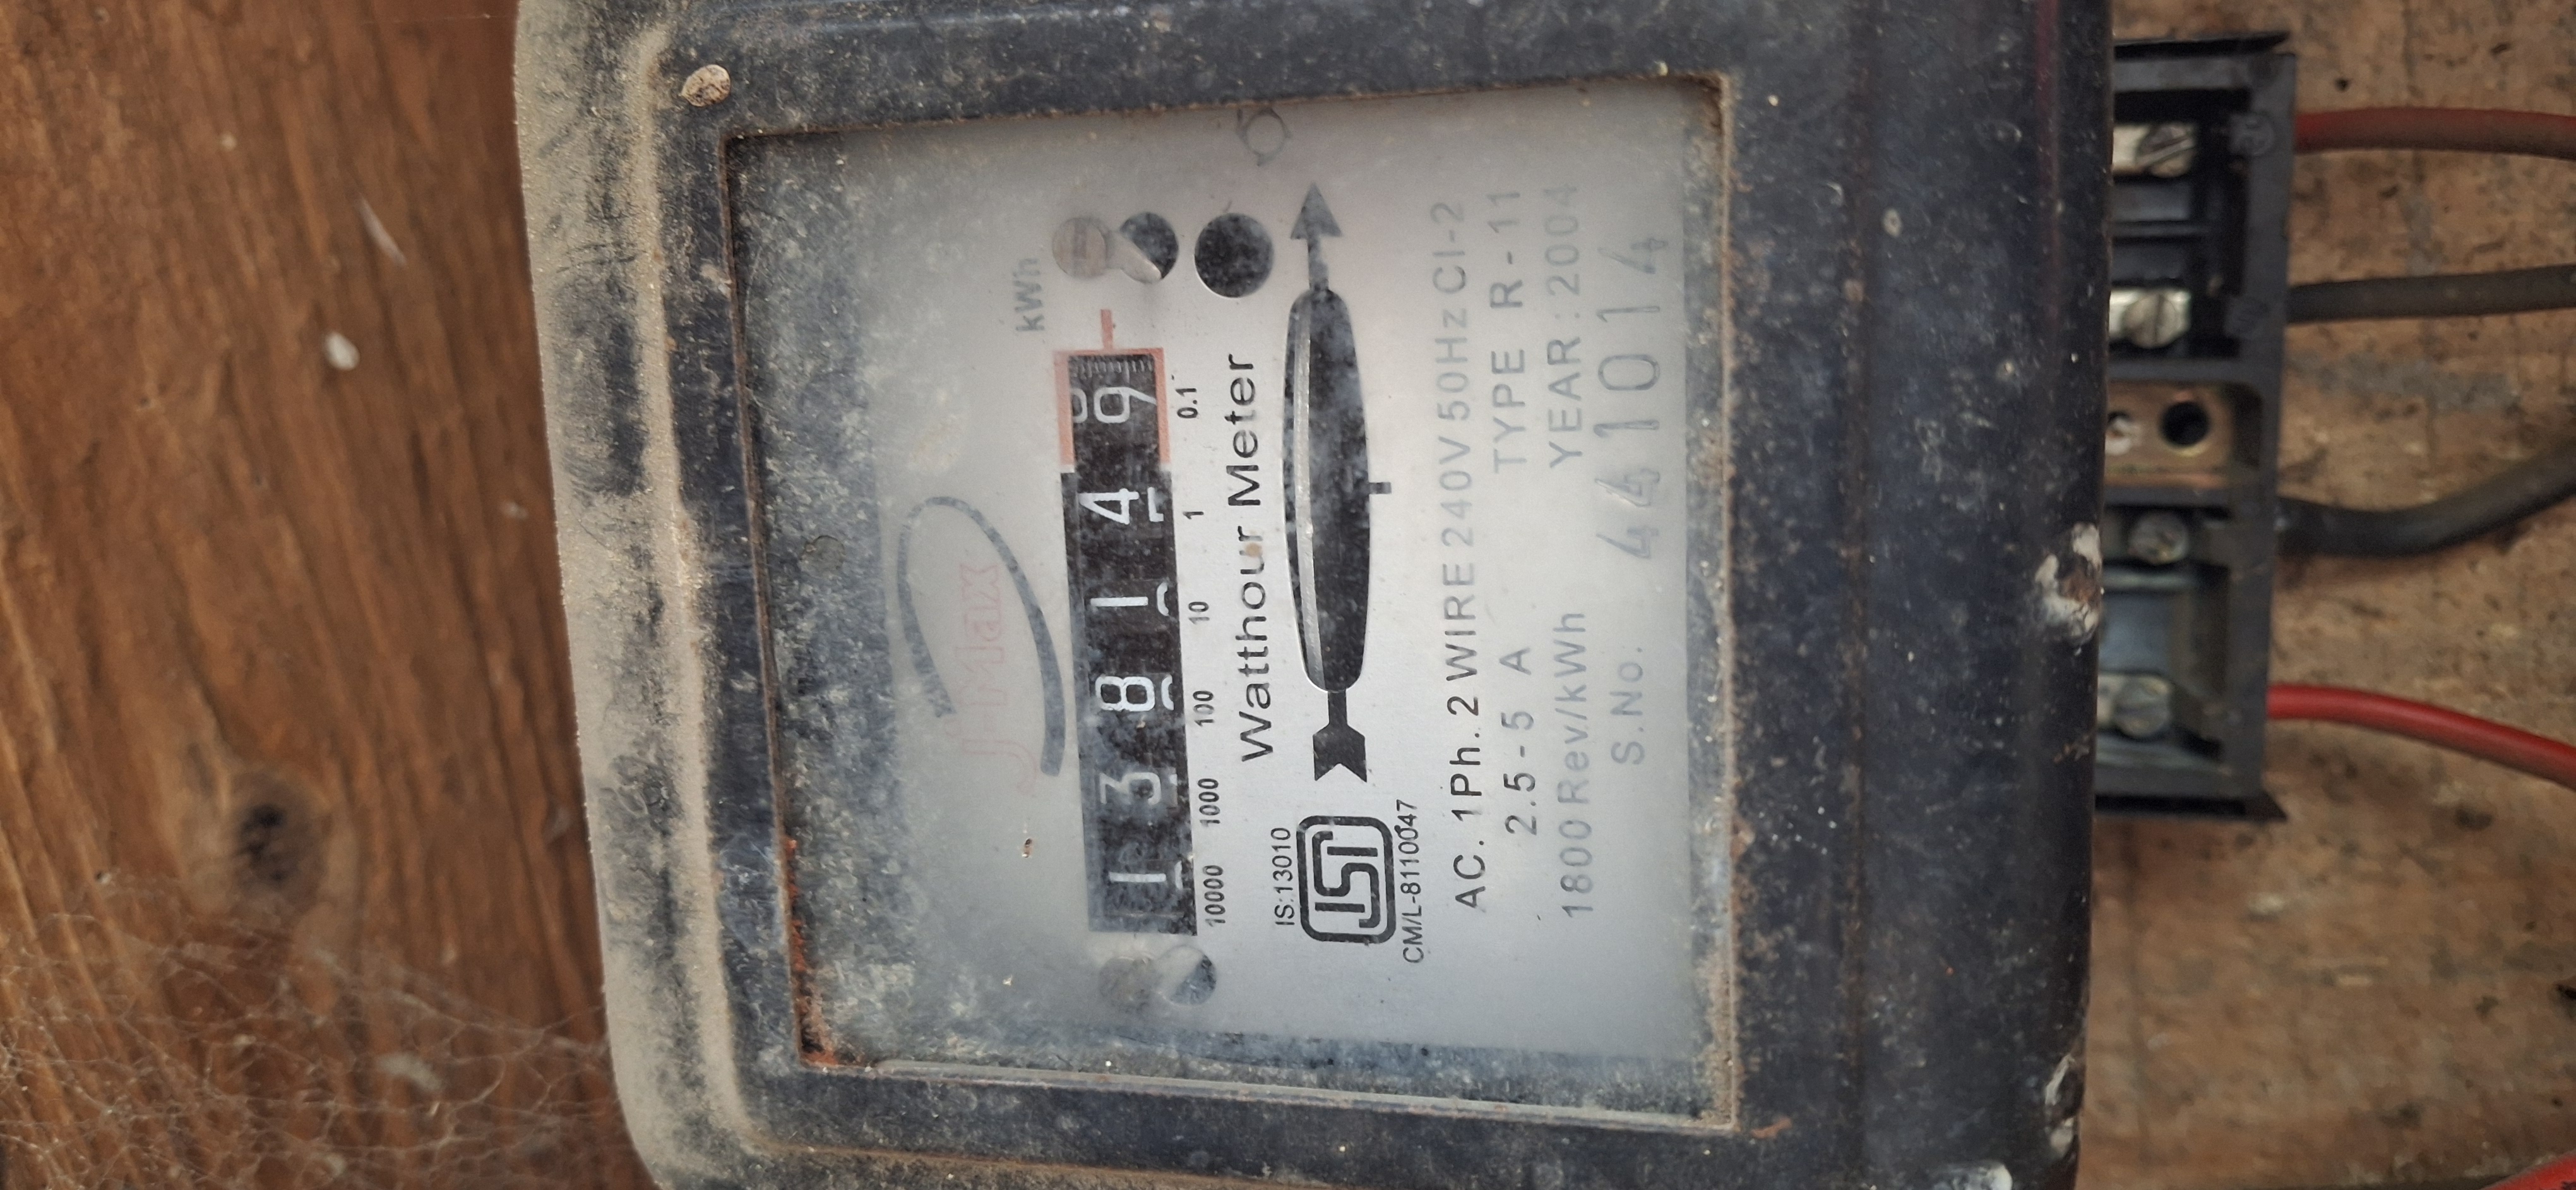 J Max
kWh
13814 9
10000 1000 100 10 1 0.1
Watthour Meter
IS:13010
ISI
CM/L-8110047
AC. 1Ph. 2 WIRE 240V 50Hz Cl-2
2.5 - 5 A TYPE R - 11
1800 Rev/kWh YEAR : 2004
S.No. 441014